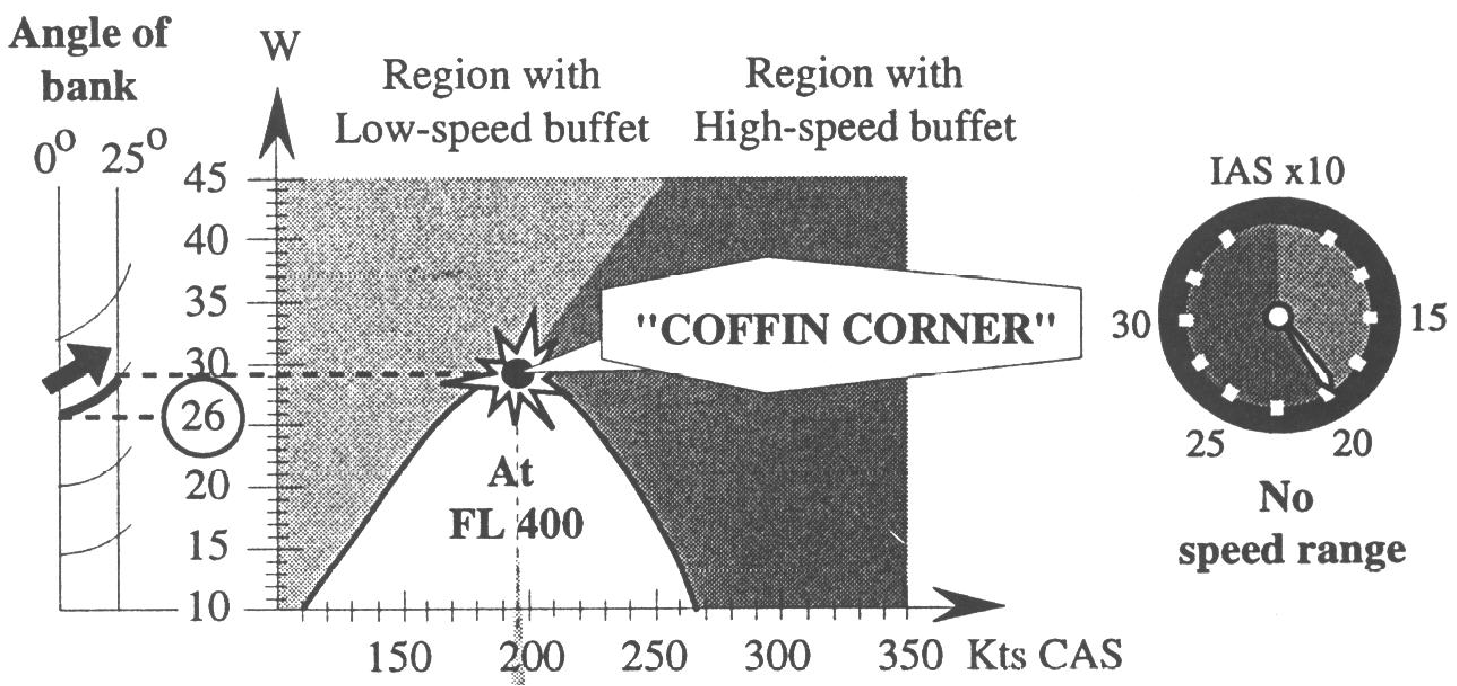 Angle of
bank
0° 25°
W
Region with
Low-speed buffet
Region with
High-speed buffet
45
40
35
30
26
20
15
10
"COFFIN CORNER"
At
FL 400
150 200 250 300 350 Kts CAS
IAS x10
30 15
25 20
No
speed range